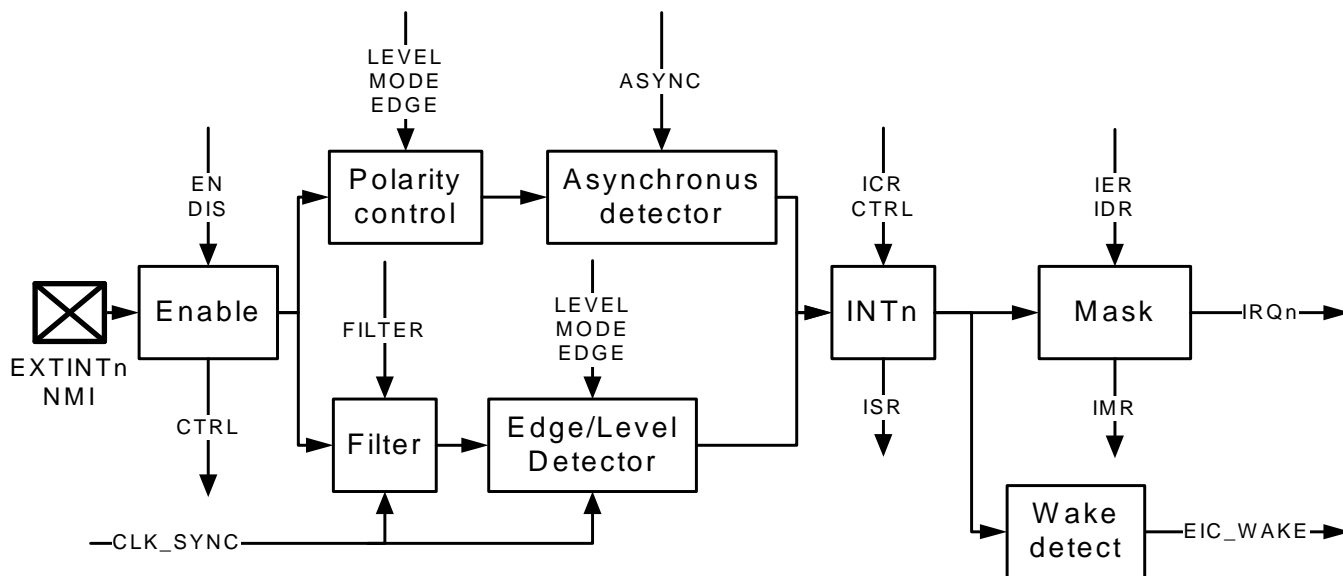 LEVEL
MODE
EDGE
ASYNC
EN
DIS
Polarity
control
Asynchronus
detector
ICR
CTRL
IER
IDR
Enable
FILTER
LEVEL
MODE
EDGE
INTn
Mask
IRQn
EXTINTn
NMI
CTRL
Filter
Edge/Level
Detector
ISR
IMR
CLK_SYNC
Wake
detect
EIC_WAKE